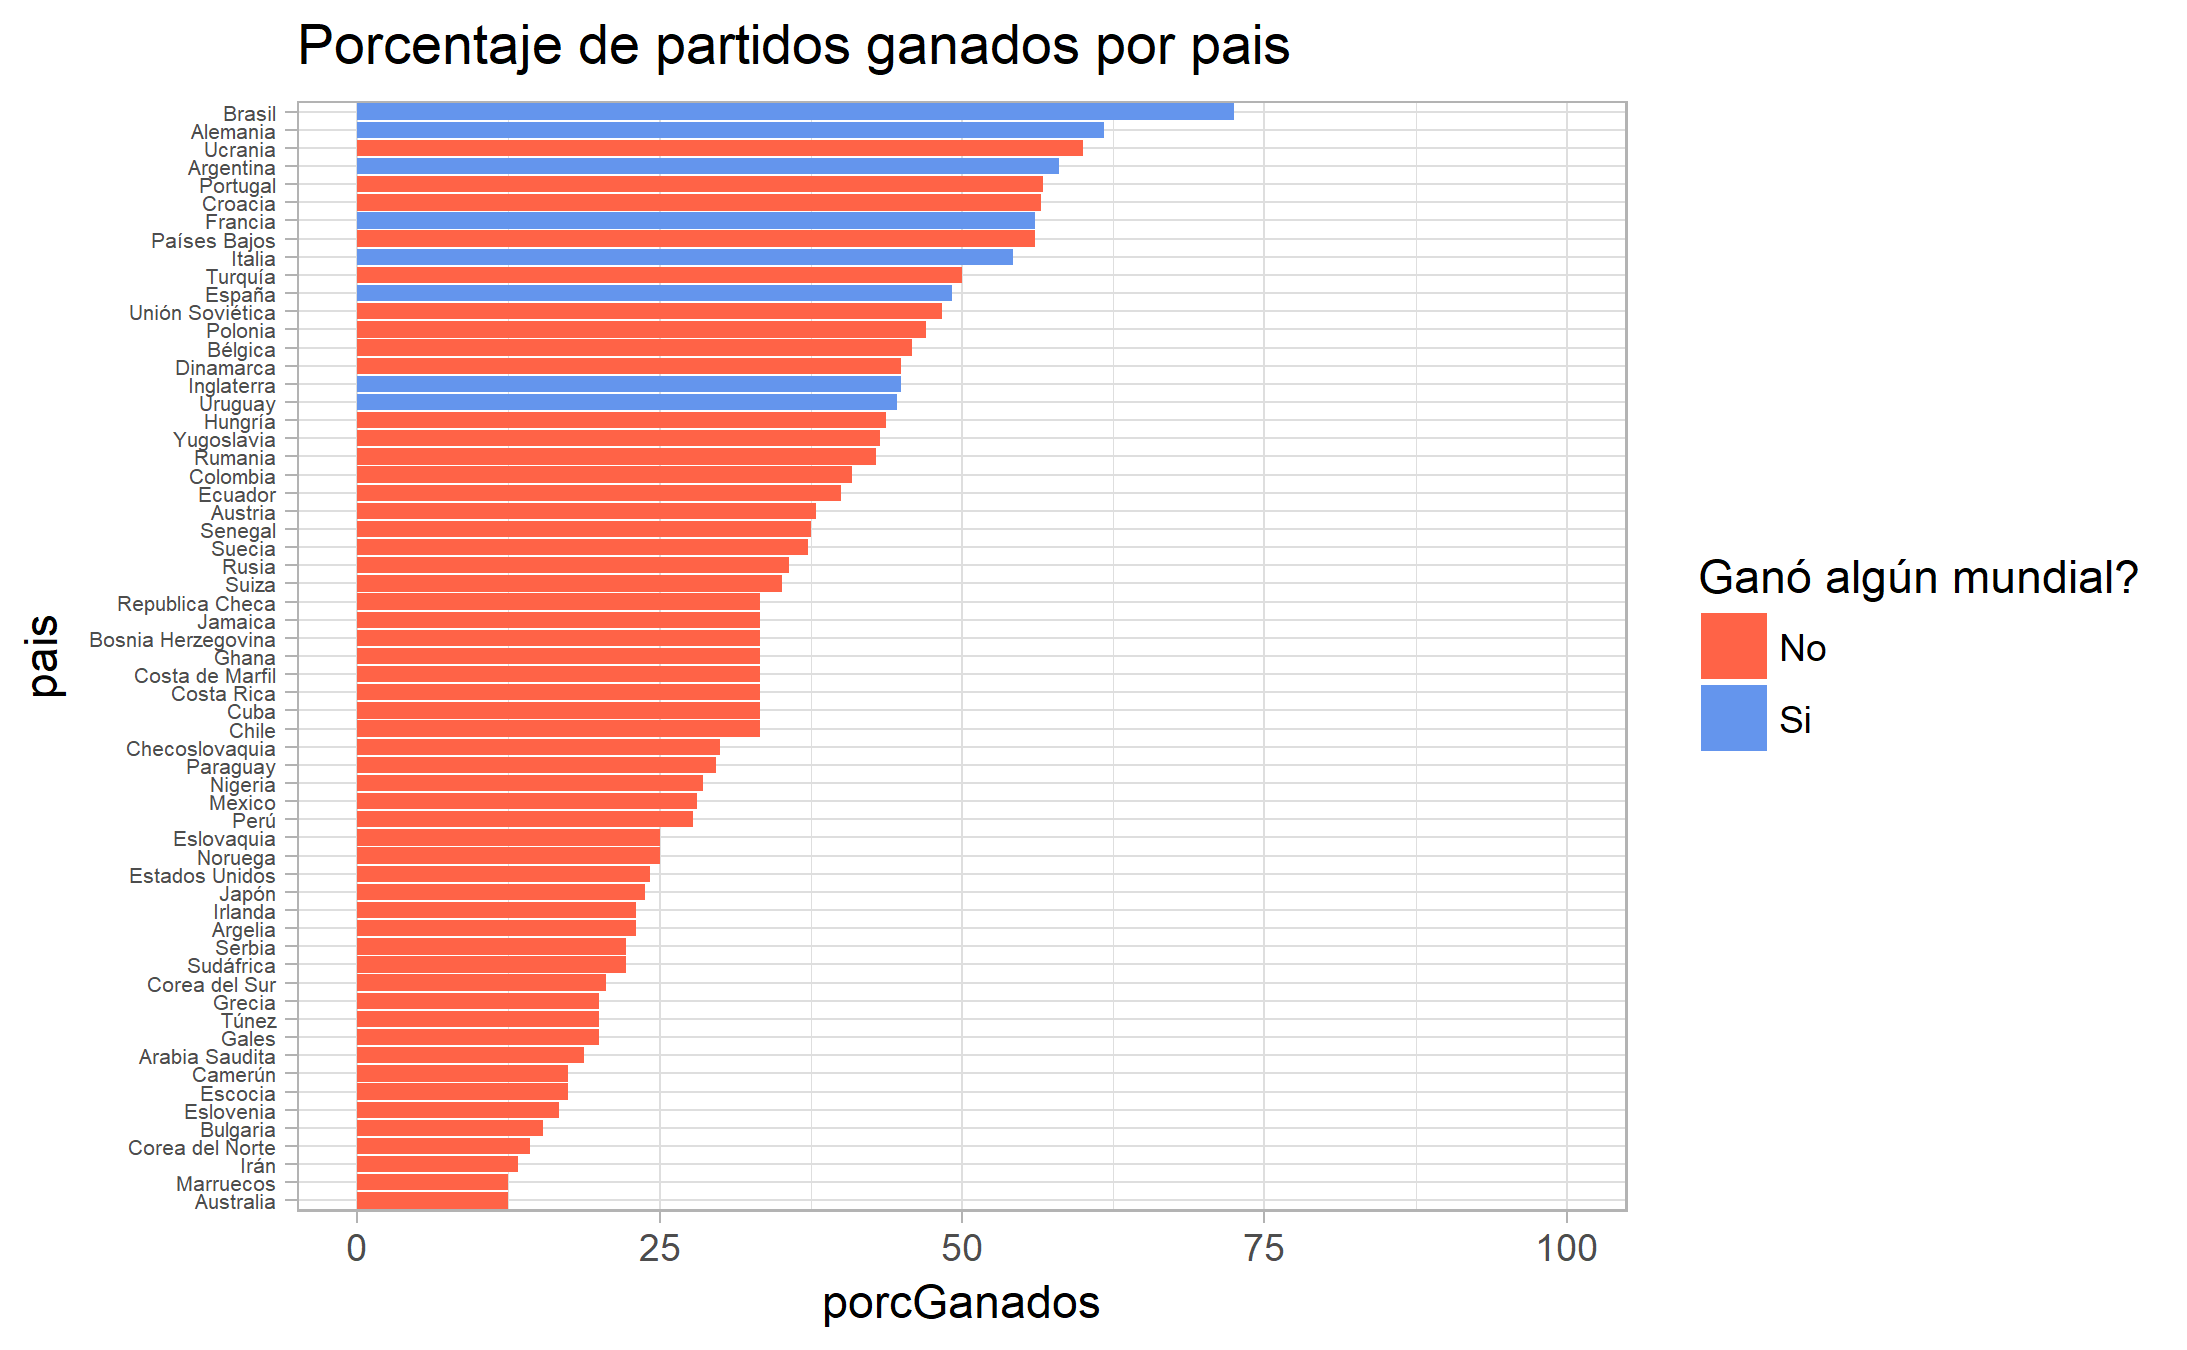 Porcentaje de partidos ganados por pais
Brasil
Alemania
Ucrania
Argentina
Portugal
Croacia
Francia
Países Bajos
Italia
Turquía
España
Unión Soviética
Polonia
Bélgica
Dinamarca
Inglaterra
Uruguay
Hungría
Yugoslavia
Rumania
Colombia
Ecuador
Austria
Senegal
Suecia
Rusia
Suiza
Republica Checa
Jamaica
Bosnia Herzegovina
Ghana
Costa de Marfil
Costa Rica
Cuba
Chile
Checoslovaquia
Paraguay
Nigeria
Mexico
Perú
Eslovaquia
Noruega
Estados Unidos
Japón
Irlanda
Argelia
Serbia
Sudáfrica
Corea del Sur
Grecia
Túnez
Gales
Arabia Saudita
Camerún
Escocia
Eslovenia
Bulgaria
Corea del Norte
Irán
Marruecos
Australia
pais
0 25 50 75 100
porcGanados
Ganó algún mundial?
No
Si